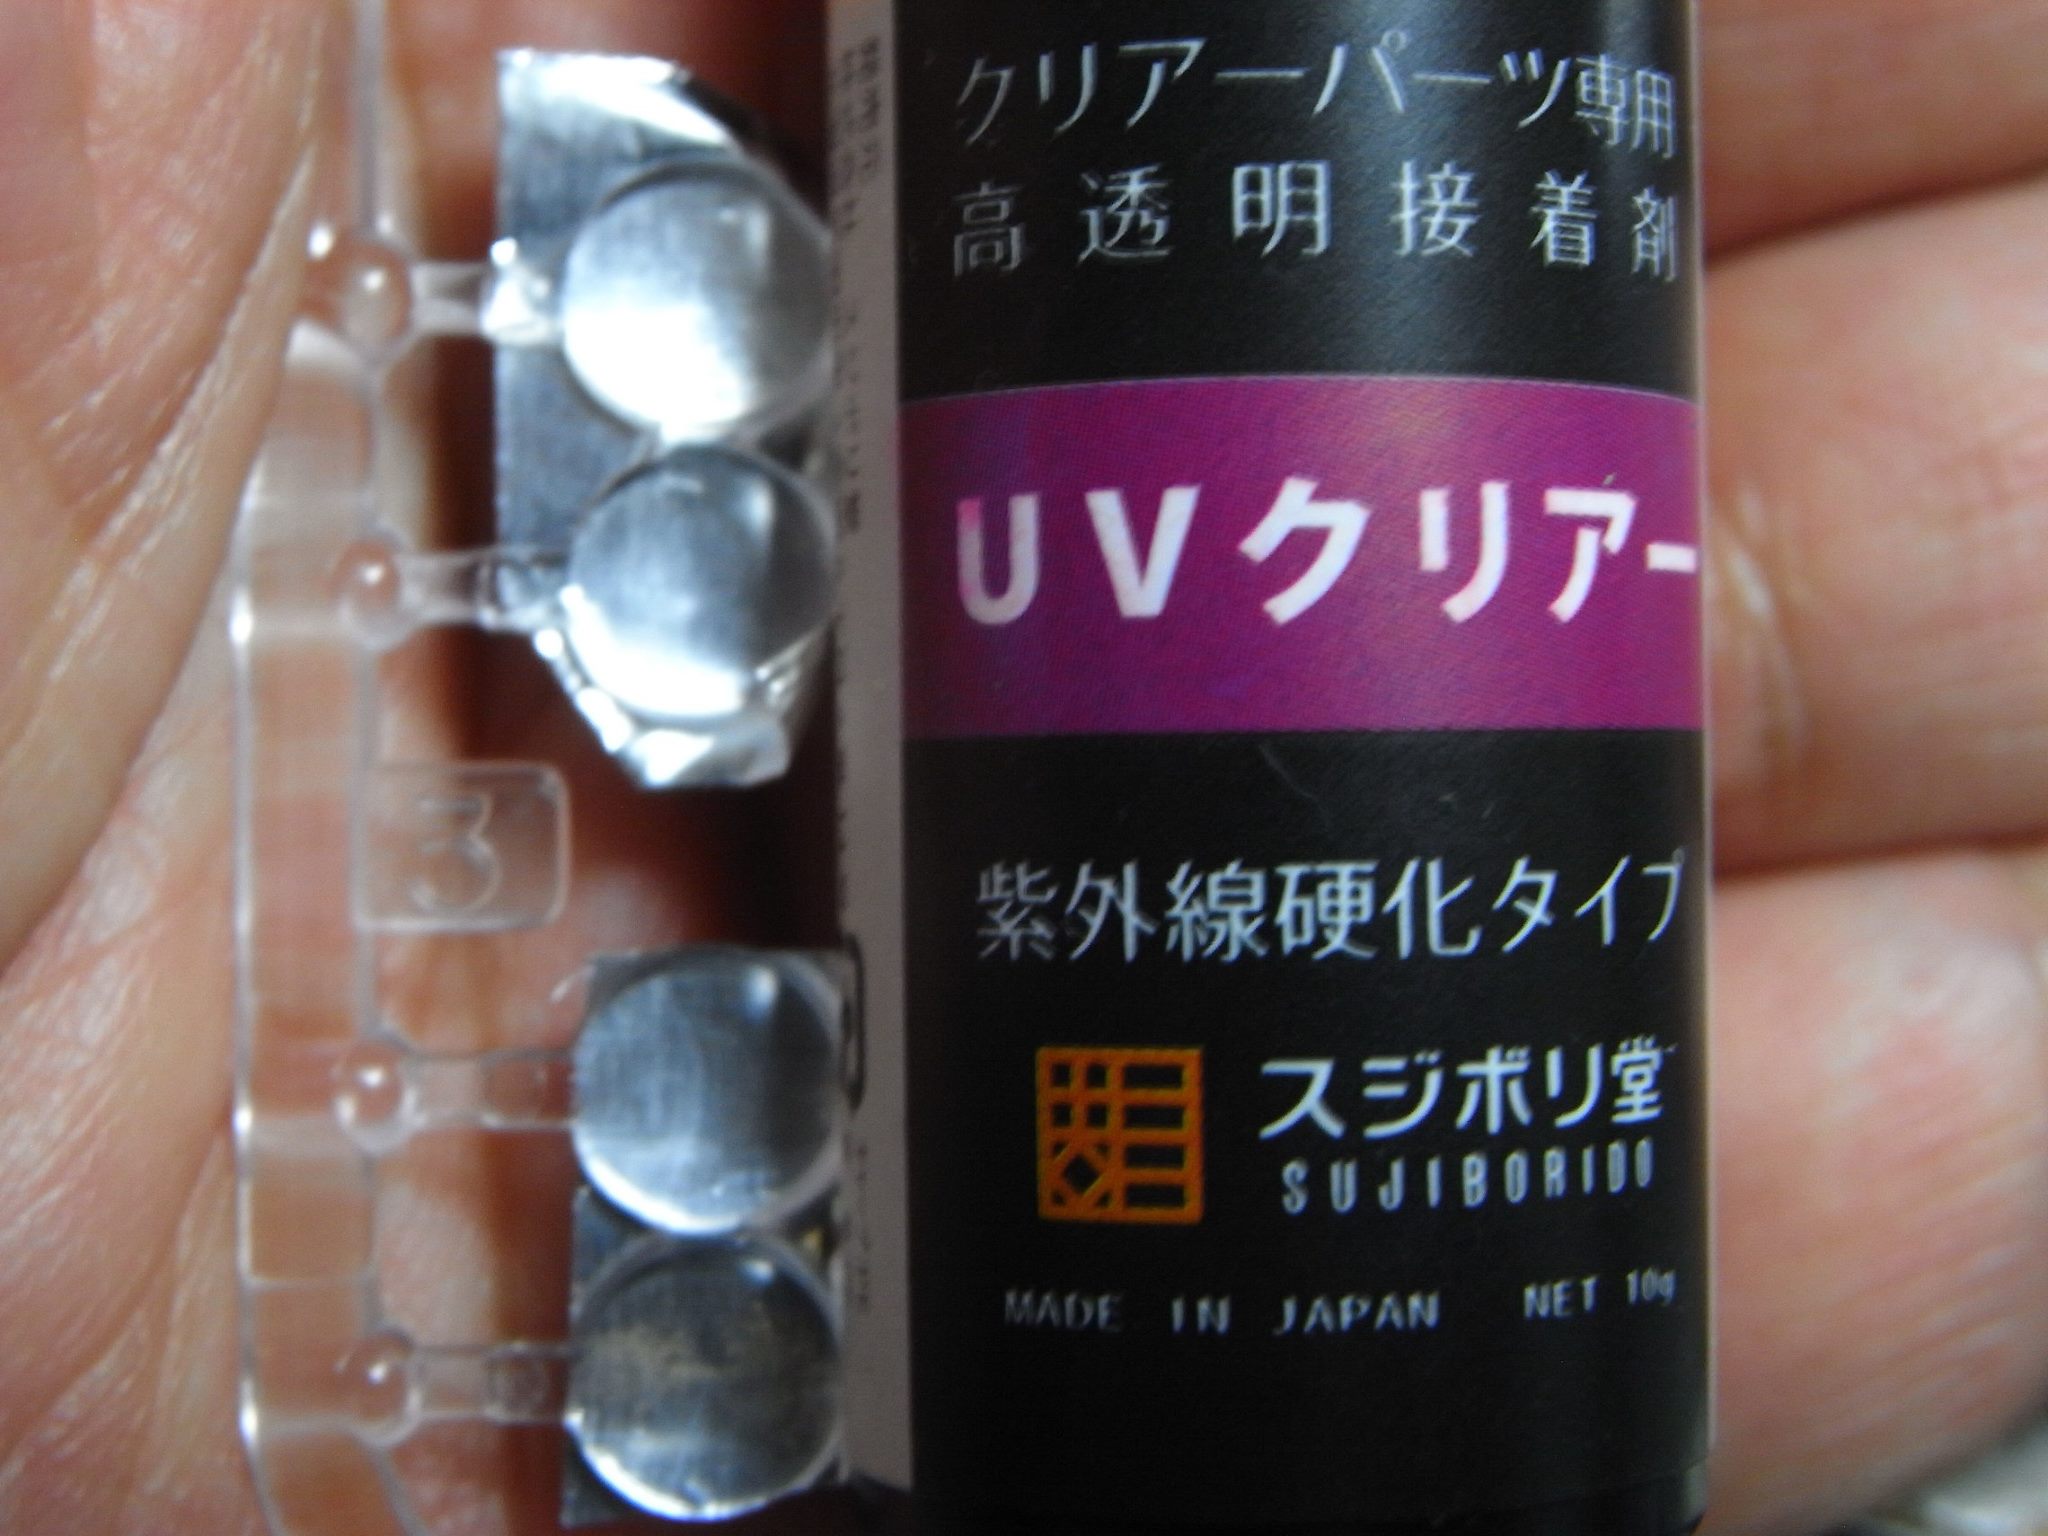 クリアーパーツ専用
高透明接着剤
UVクリアー
3
紫外線硬化タイプ
スジボリ堂
SUJIBORIDO
MADE IN JAPAN NET 10g